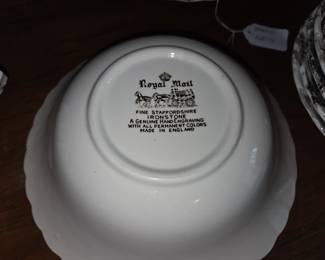 Royal Mail
FINE STAFFORDSHIRE
IRONSTONE
A GENUINE HAND ENGRAVING
WITH ALL PERMANENT COLORS
MADE IN ENGLAND